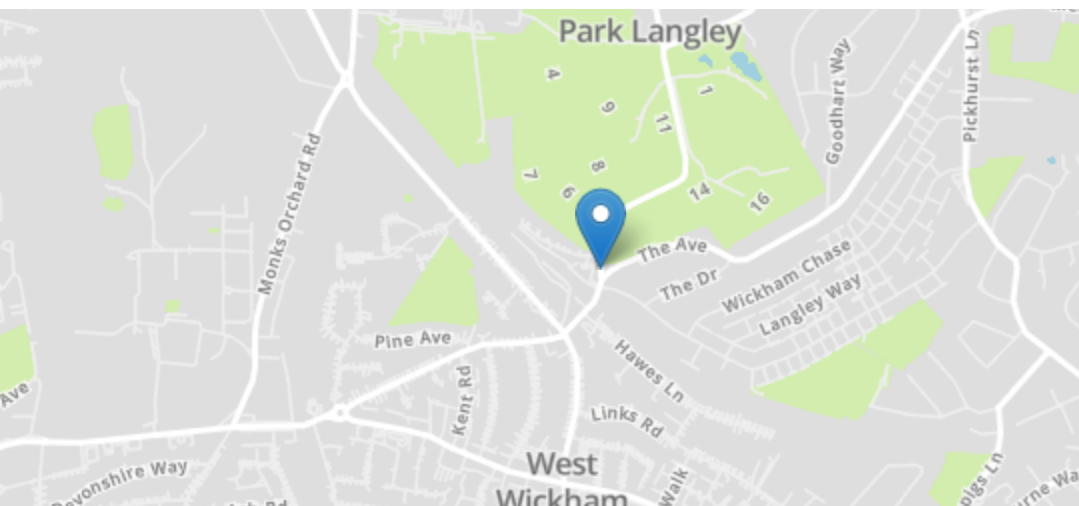 Park Langley
4
1
9
11
Goodhart Way
Pickhurst Ln
Monks Orchard Rd
7
8
6
14
16
The Ave
The Dr
Wickham Chase
Langley Way
Pine Ave
Hawes Ln
Kent Rd
Ave
Links Rd
West
Wickham
Devonshire Way
Walk